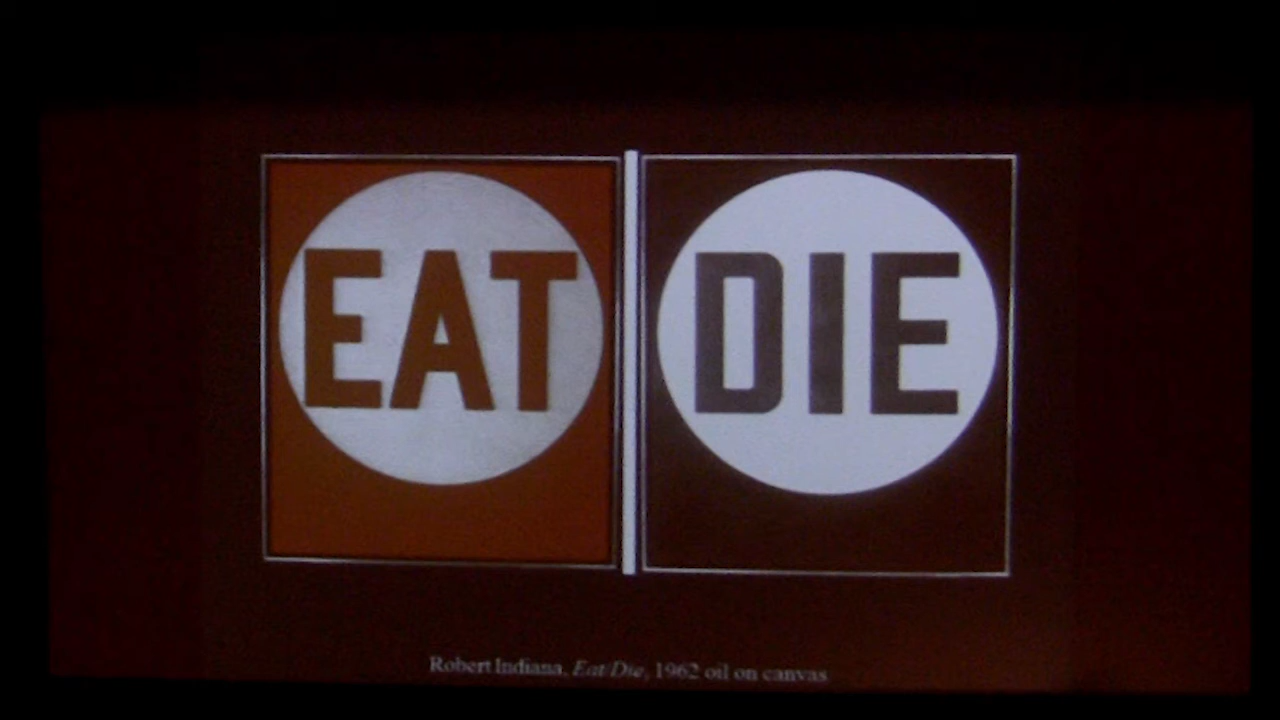 EAT DIE
Robert Indiana, Eat/Die, 1962 oil on canvas